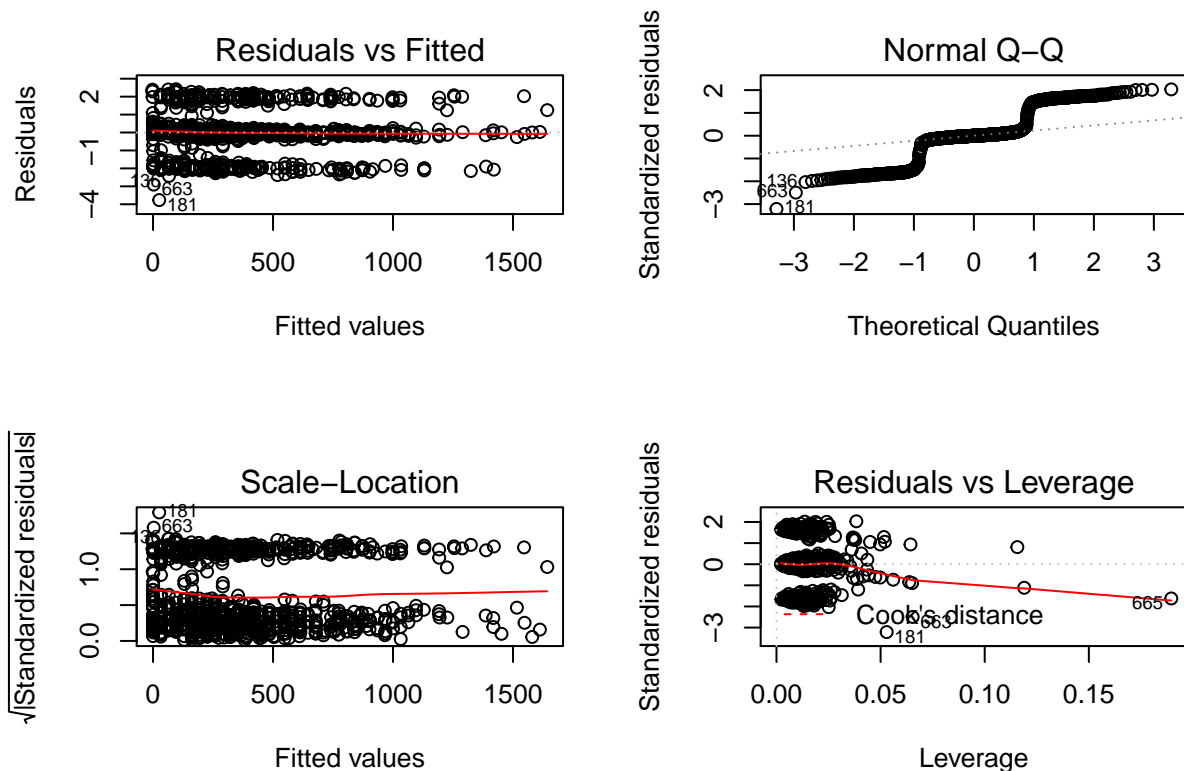 Residuals vs Fitted
Residuals
2
−1
−4
136
663
181
0 500 1000 1500
Fitted values
Normal Q−Q
Standardized residuals
2
0
−3
136
663
181
−3 −2 −1 0 1 2 3
Theoretical Quantiles
Scale−Location
√|Standardized residuals|
1.0
0.0
181
663
0 500 1000 1500
Fitted values
Residuals vs Leverage
Standardized residuals
2
0
−3
665
Cook's distance
663
181
0.00 0.05 0.10 0.15
Leverage